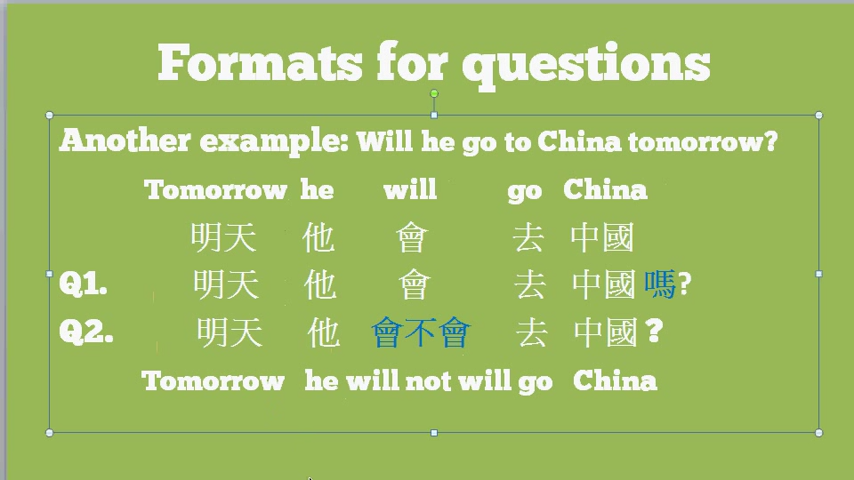 Formats for questions
Another example: Will he go to China tomorrow?
Tomorrow he will go China
明天 他 會 去 中國
Q1. 明天 他 會 去 中國 嗎?
Q2. 明天 他 會不會 去 中國 ?
Tomorrow he will not will go China